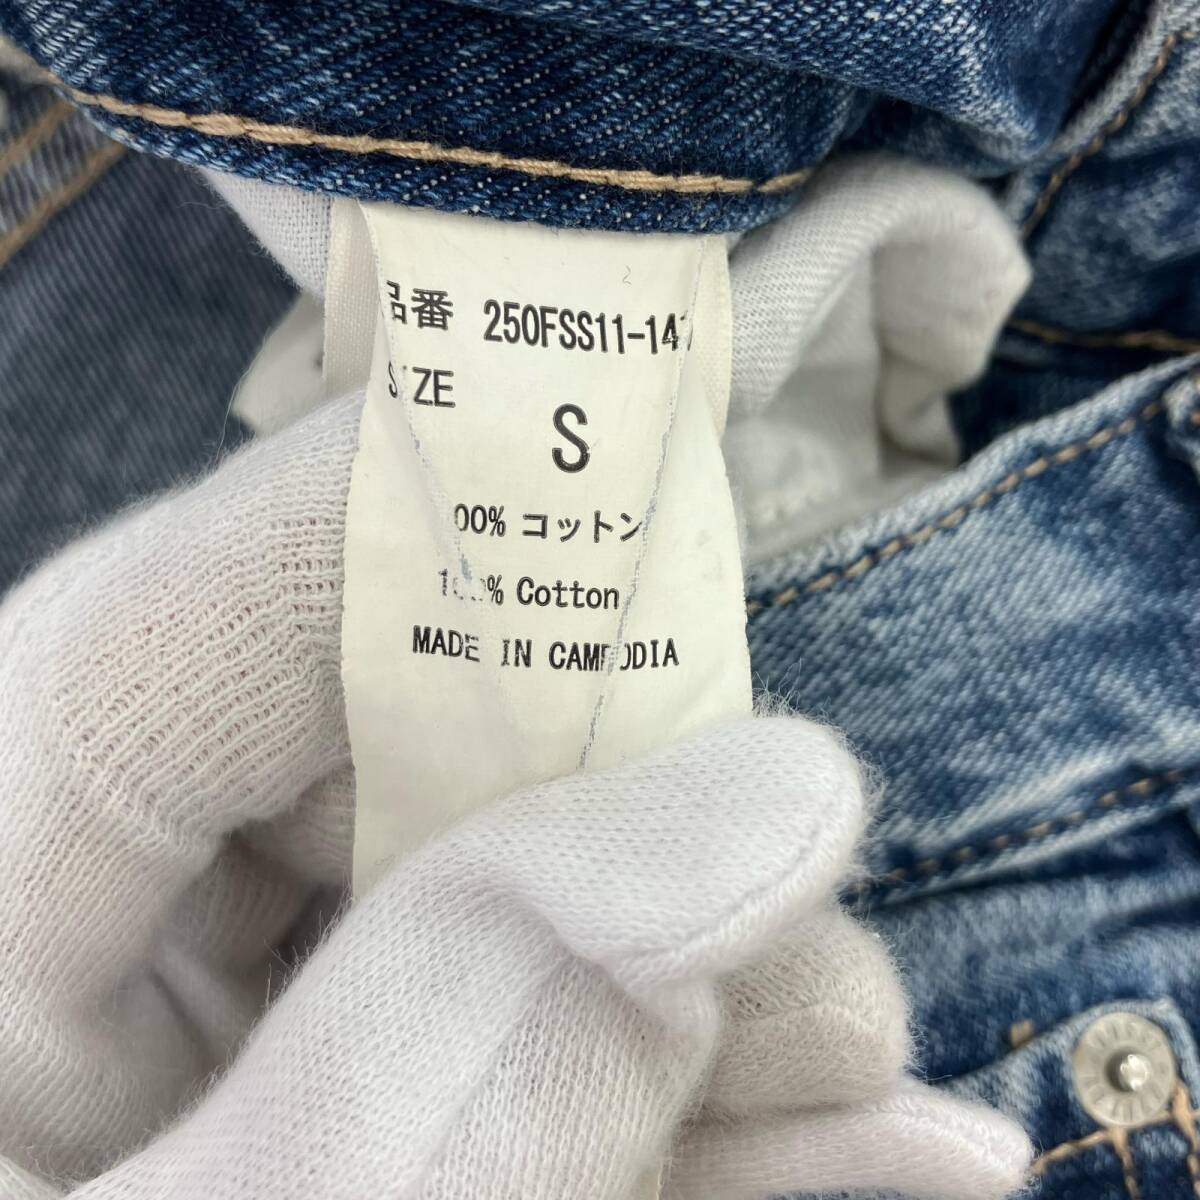 品番 250FSS11-14
SIZE
S
00% コットン
100% Cotton
MADE IN CAMBODIA